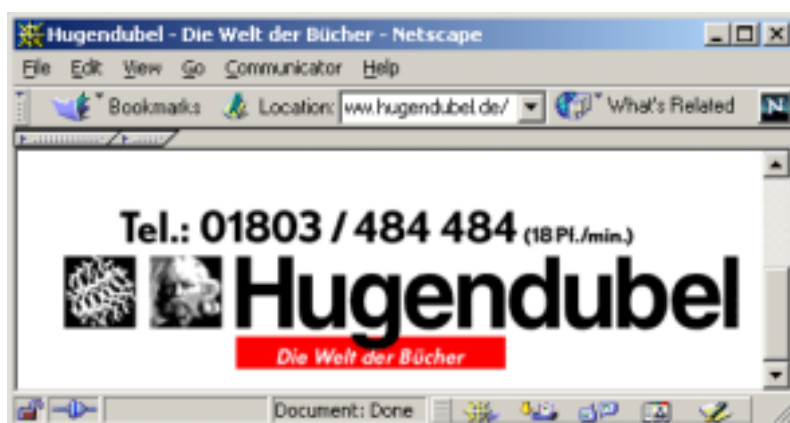 Hugendubel - Die Welt der Bücher - Netscape
File Edit View Go Communicator Help
Bookmarks Location: www.hugendubel.de/ What's Related N
Tel.: 01803 / 484 484 (18 Pf./min.)
Hugendubel
Die Welt der Bücher
Document: Done